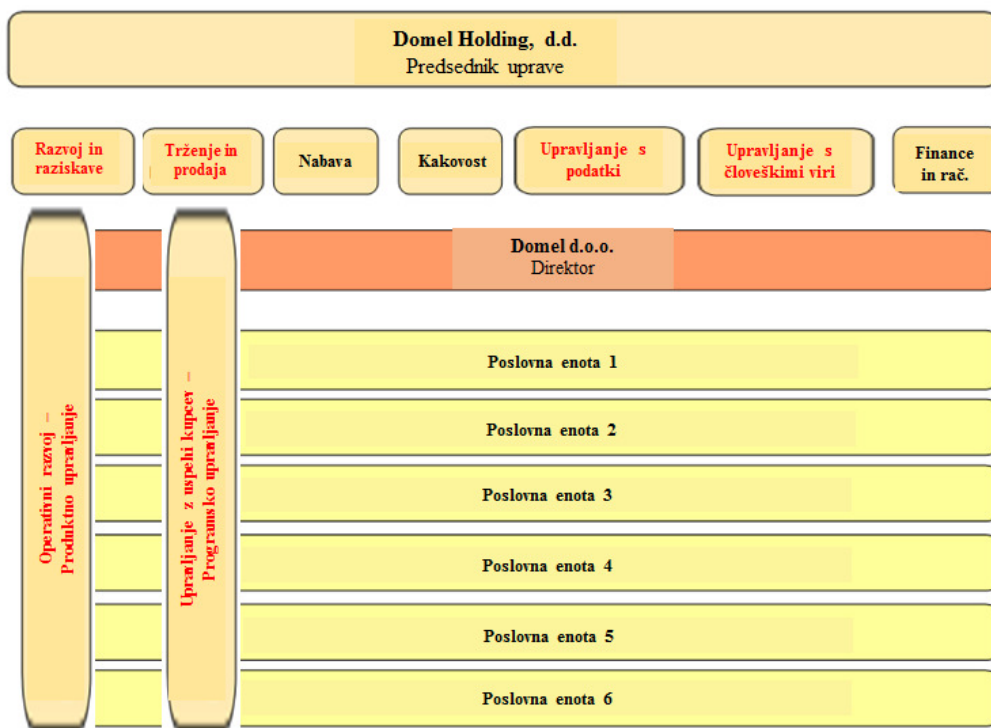 Domel Holding, d.d.
Predsednik uprave
Razvoj in
raziskave
Trženje in
prodaja
Nabava
Kakovost
Upravljanje s
podatki
Upravljanje s
človeškimi viri
Finance
in rač.
Domel d.o.o.
Direktor
Operativni razvoj –
Produktno upravljanje
Upravljanje z uspehi kupcev –
Programsko upravljanje
Poslovna enota 1
Poslovna enota 2
Poslovna enota 3
Poslovna enota 4
Poslovna enota 5
Poslovna enota 6